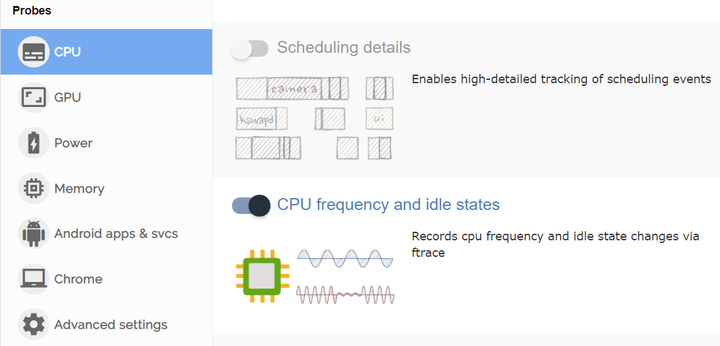 Probes
CPU
GPU
Power
Memory
Android apps & svcs
Chrome
Advanced settings
Scheduling details
camera
kswapd
ui
Enables high-detailed tracking of scheduling events
CPU frequency and idle states
Records cpu frequency and idle state changes via
ftrace